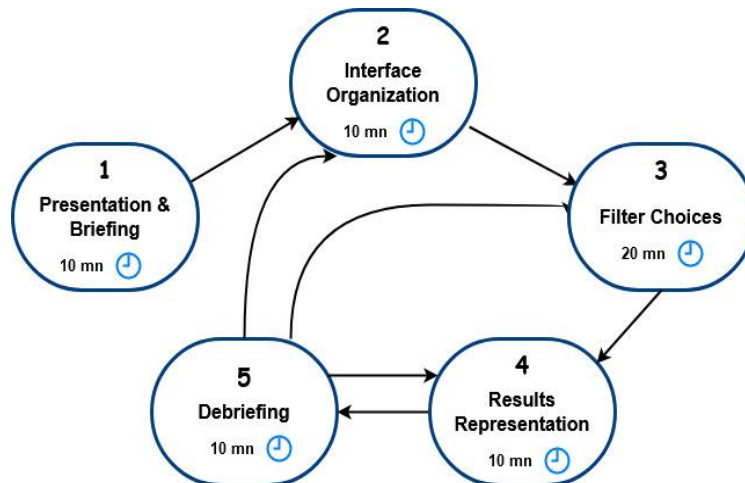 1
Presentation &
Briefing
10 mn
2
Interface
Organization
10 mn
3
Filter Choices
20 mn
4
Results
Representation
10 mn
5
Debriefing
10 mn